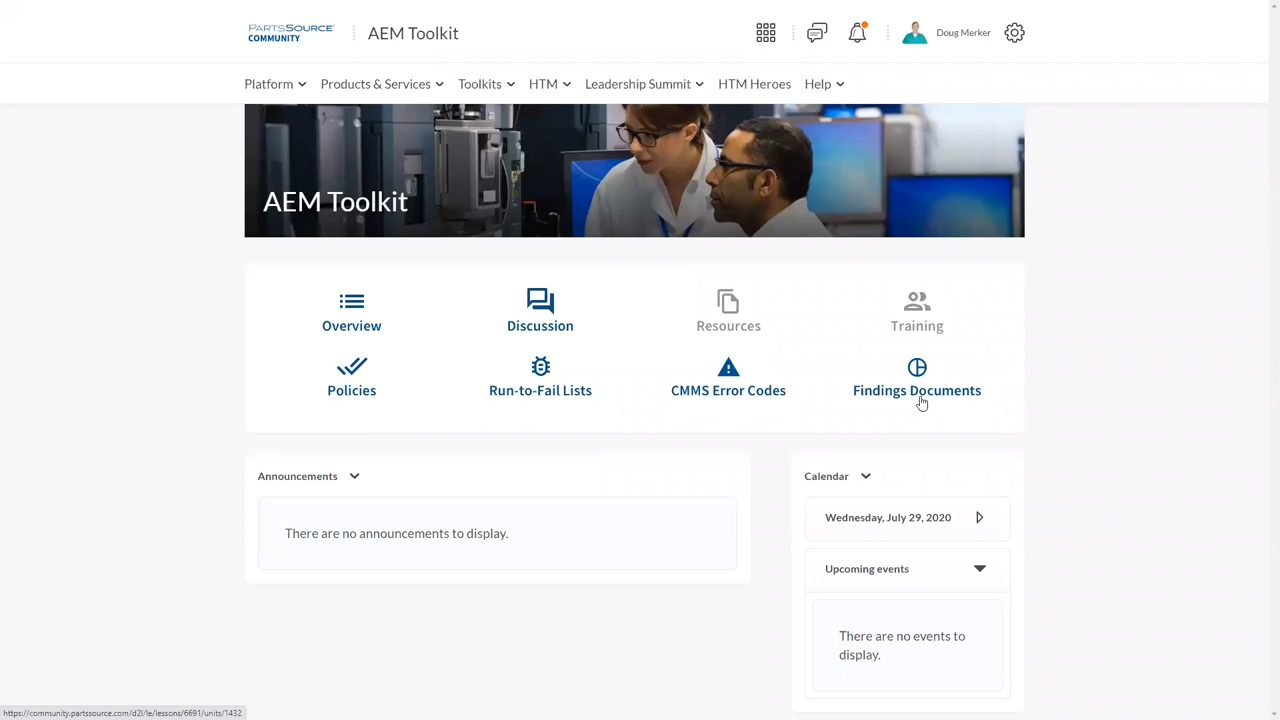 PARTSSOURCE
COMMUNITY
AEM Toolkit
Doug Merker
Platform
Products & Services
Toolkits
HTM
Leadership Summit
HTM Heroes
Help
AEM Toolkit
Overview
Discussion
Resources
Training
Policies
Run-to-Fail Lists
CMMS Error Codes
Findings Documents
Announcements
There are no announcements to display.
Calendar
Wednesday, July 29, 2020
Upcoming events
There are no events to
display.
https://community.partssource.com/d2l/le/lessons/6691/units/1432